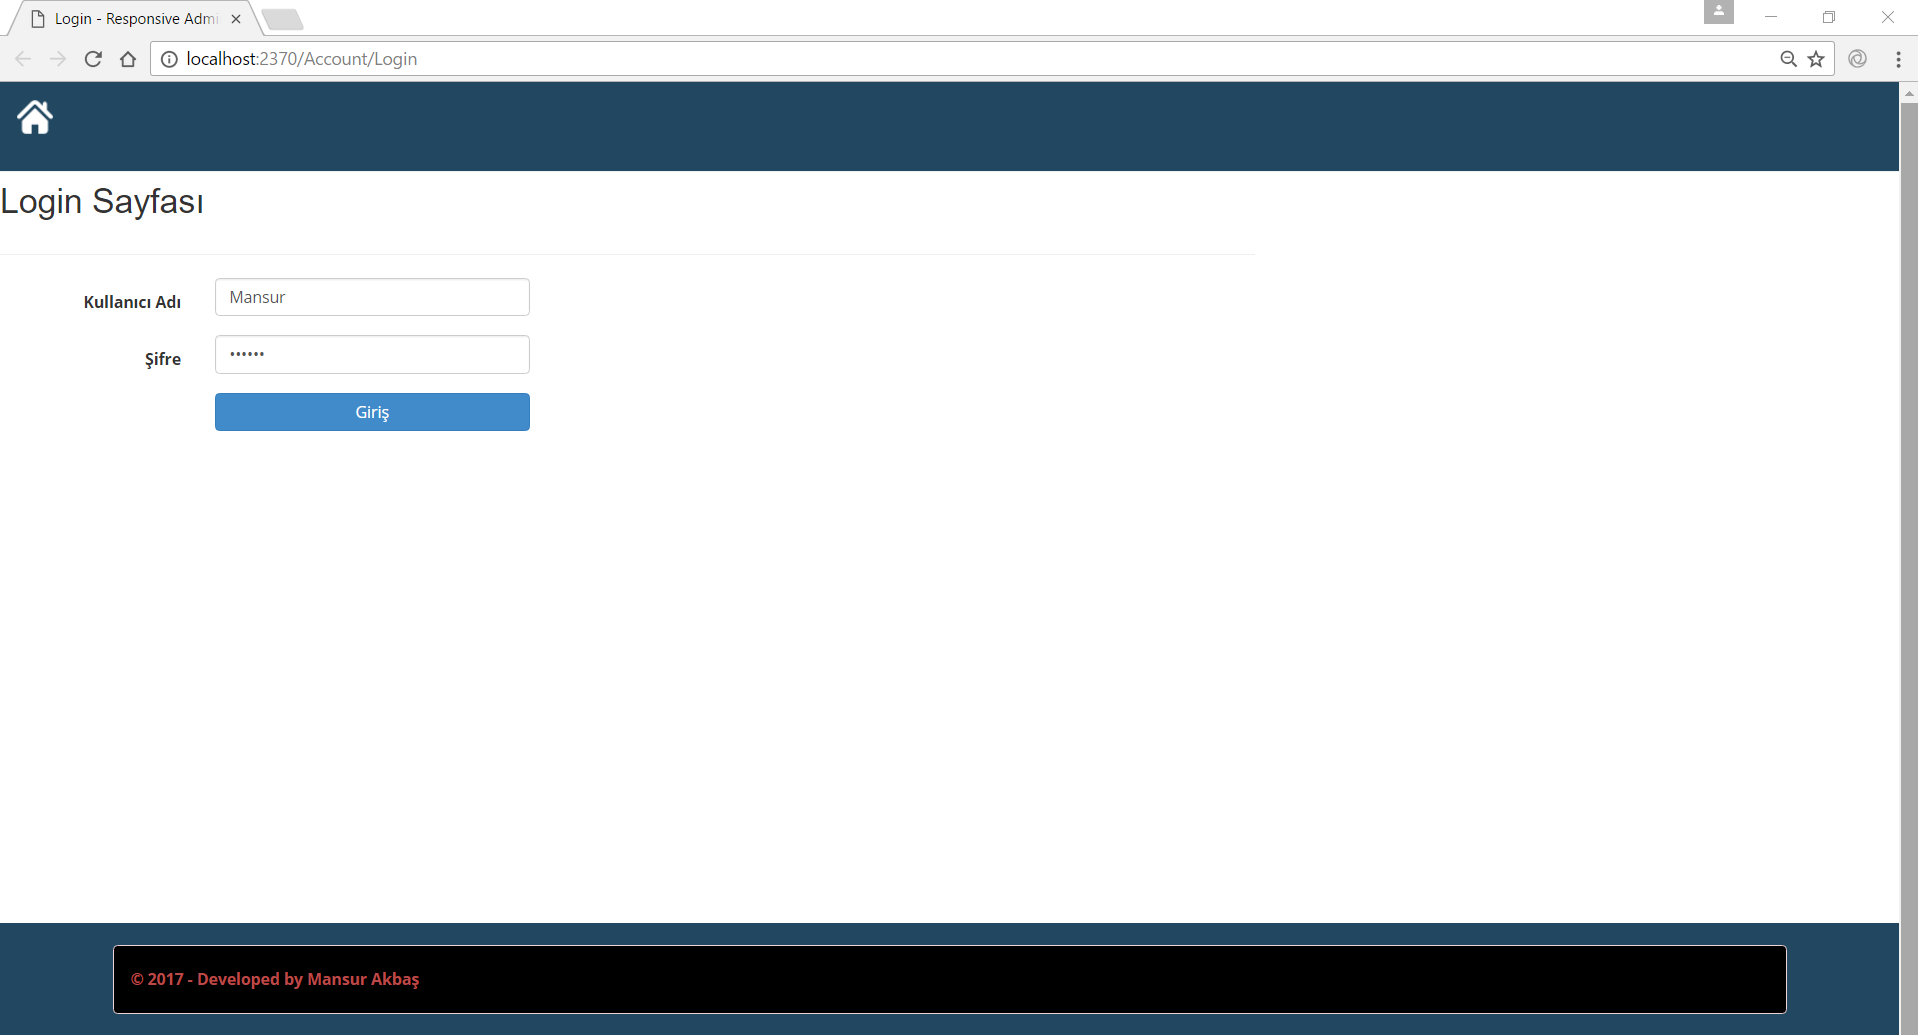 Login - Responsive Admi
localhost:2370/Account/Login
Login Sayfası
Kullanıcı Adı
Mansur
Şifre
••••••
Giriş
© 2017 - Developed by Mansur Akbaş